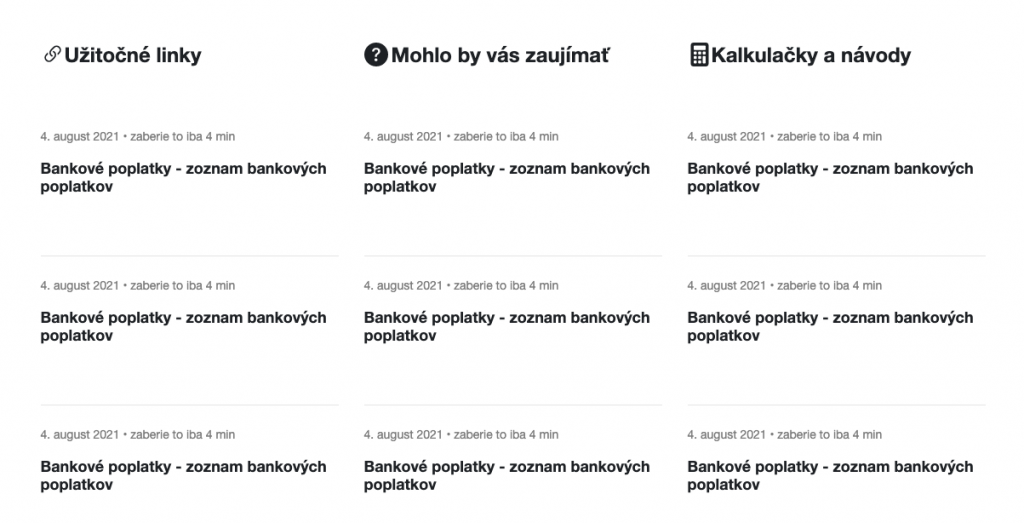 Užitočné linky
4. august 2021 • zaberie to iba 4 min
Bankové poplatky - zoznam bankových
poplatkov
4. august 2021 • zaberie to iba 4 min
Bankové poplatky - zoznam bankových
poplatkov
4. august 2021 • zaberie to iba 4 min
Bankové poplatky - zoznam bankových
poplatkov
Mohlo by vás zaujímať
4. august 2021 • zaberie to iba 4 min
Bankové poplatky - zoznam bankových
poplatkov
4. august 2021 • zaberie to iba 4 min
Bankové poplatky - zoznam bankových
poplatkov
4. august 2021 • zaberie to iba 4 min
Bankové poplatky - zoznam bankových
poplatkov
Kalkulačky a návody
4. august 2021 • zaberie to iba 4 min
Bankové poplatky - zoznam bankových
poplatkov
4. august 2021 • zaberie to iba 4 min
Bankové poplatky - zoznam bankových
poplatkov
4. august 2021 • zaberie to iba 4 min
Bankové poplatky - zoznam bankových
poplatkov